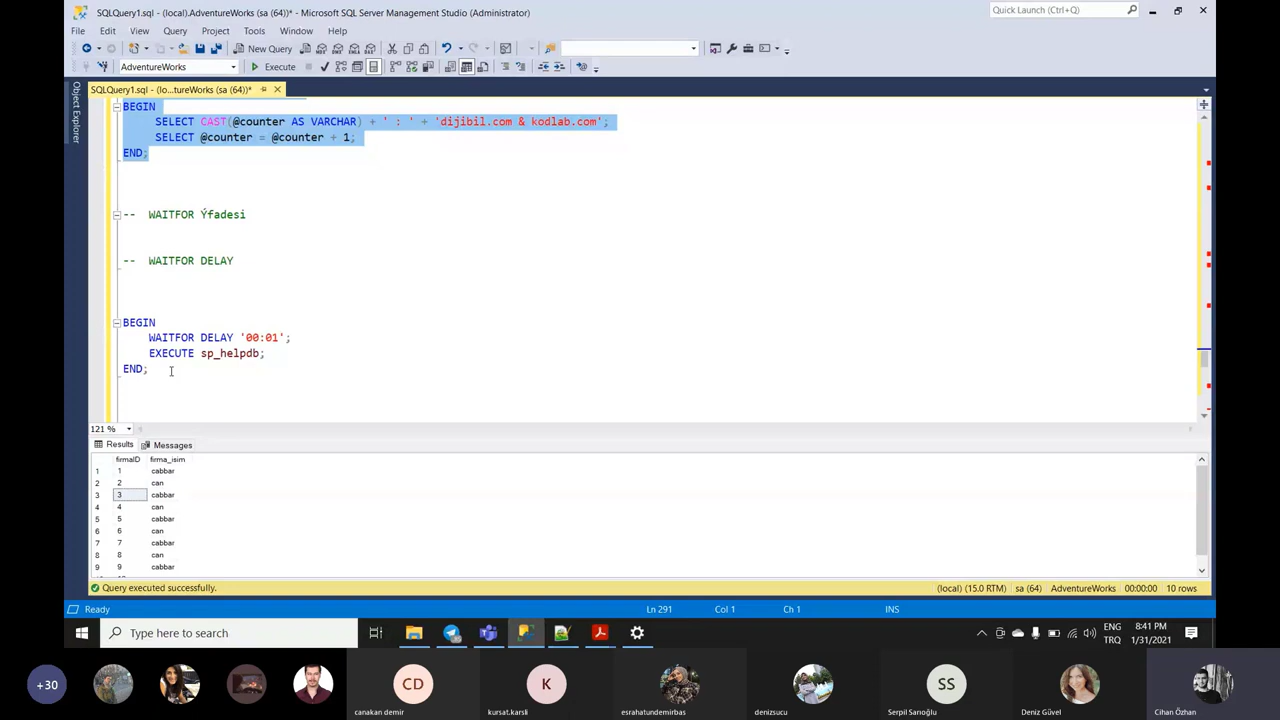 SQLQuery1.sql - (local).AdventureWorks (sa (64))* - Microsoft SQL Server Management Studio (Administrator)
Quick Launch (Ctrl+Q)
File Edit View Query Project Tools Window Help
New Query
AdventureWorks
Execute
Object Explorer
SQLQuery1.sql - (lo...tureWorks (sa (64))*
BEGIN
SELECT CAST(@counter AS VARCHAR) + ' : ' + 'dijibil.com & kodlab.com';
SELECT @counter = @counter + 1;
END;
-- WAITFOR Ýfadesi
-- WAITFOR DELAY
BEGIN
WAITFOR DELAY '00:01';
EXECUTE sp_helpdb;
END;
121 %
Results Messages
firmaID firma_isim
1 1 cabbar
2 2 can
3 3 cabbar
4 4 can
5 5 cabbar
6 6 can
7 7 cabbar
8 8 can
9 9 cabbar
Query executed successfully.
(local) (15.0 RTM) sa (64) AdventureWorks 00:00:00 10 rows
Ready
Ln 291 Col 1 Ch 1 INS
Type here to search
ENG
TRQ
8:41 PM
1/31/2021
+30
CD
K
SS
canakan demir
kursat.karsli
esrahatundemirbas
denizsucu
Serpil Sarıoğlu
Deniz Güvel
Cihan Özhan